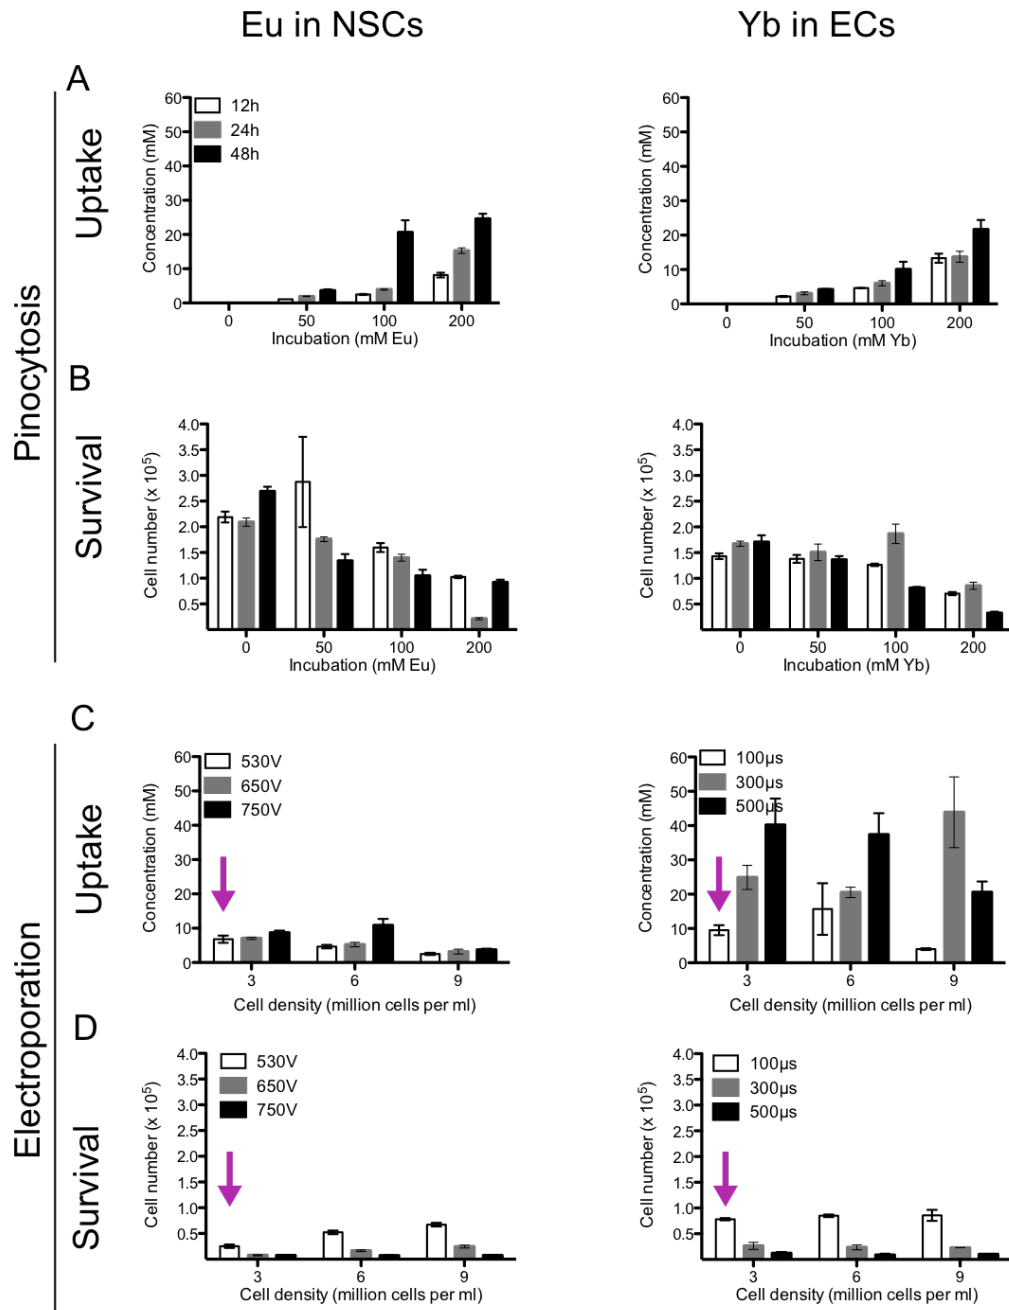 Eu in NSCs
Yb in ECs
Pinocytosis
A
Uptake
Concentration (mM)
60
50
40
30
20
10
0
12h
24h
48h
0 50 100 200
Incubation (mM Eu)
Concentration (mM)
60
50
40
30
20
10
0
0 50 100 200
Incubation (mM Yb)
B
Survival
Cell number (x 10⁵)
4.0
3.5
3.0
2.5
2.0
1.5
1.0
0.5
0 50 100 200
Incubation (mM Eu)
Cell number (x 10⁵)
4.0
3.5
3.0
2.5
2.0
1.5
1.0
0.5
0 50 100 200
Incubation (mM Yb)
Electroporation
C
Uptake
Concentration (mM)
60
50
40
30
20
10
0
530V
650V
750V
3 6 9
Cell density (million cells per ml)
Concentration (mM)
60
50
40
30
20
10
0
100µs
300µs
500µs
3 6 9
Cell density (million cells per ml)
D
Survival
Cell number (x 10⁵)
4.0
3.5
3.0
2.5
2.0
1.5
1.0
0.5
530V
650V
750V
3 6 9
Cell density (million cells per ml)
Cell number (x 10⁵)
4.0
3.5
3.0
2.5
2.0
1.5
1.0
0.5
100µs
300µs
500µs
3 6 9
Cell density (million cells per ml)